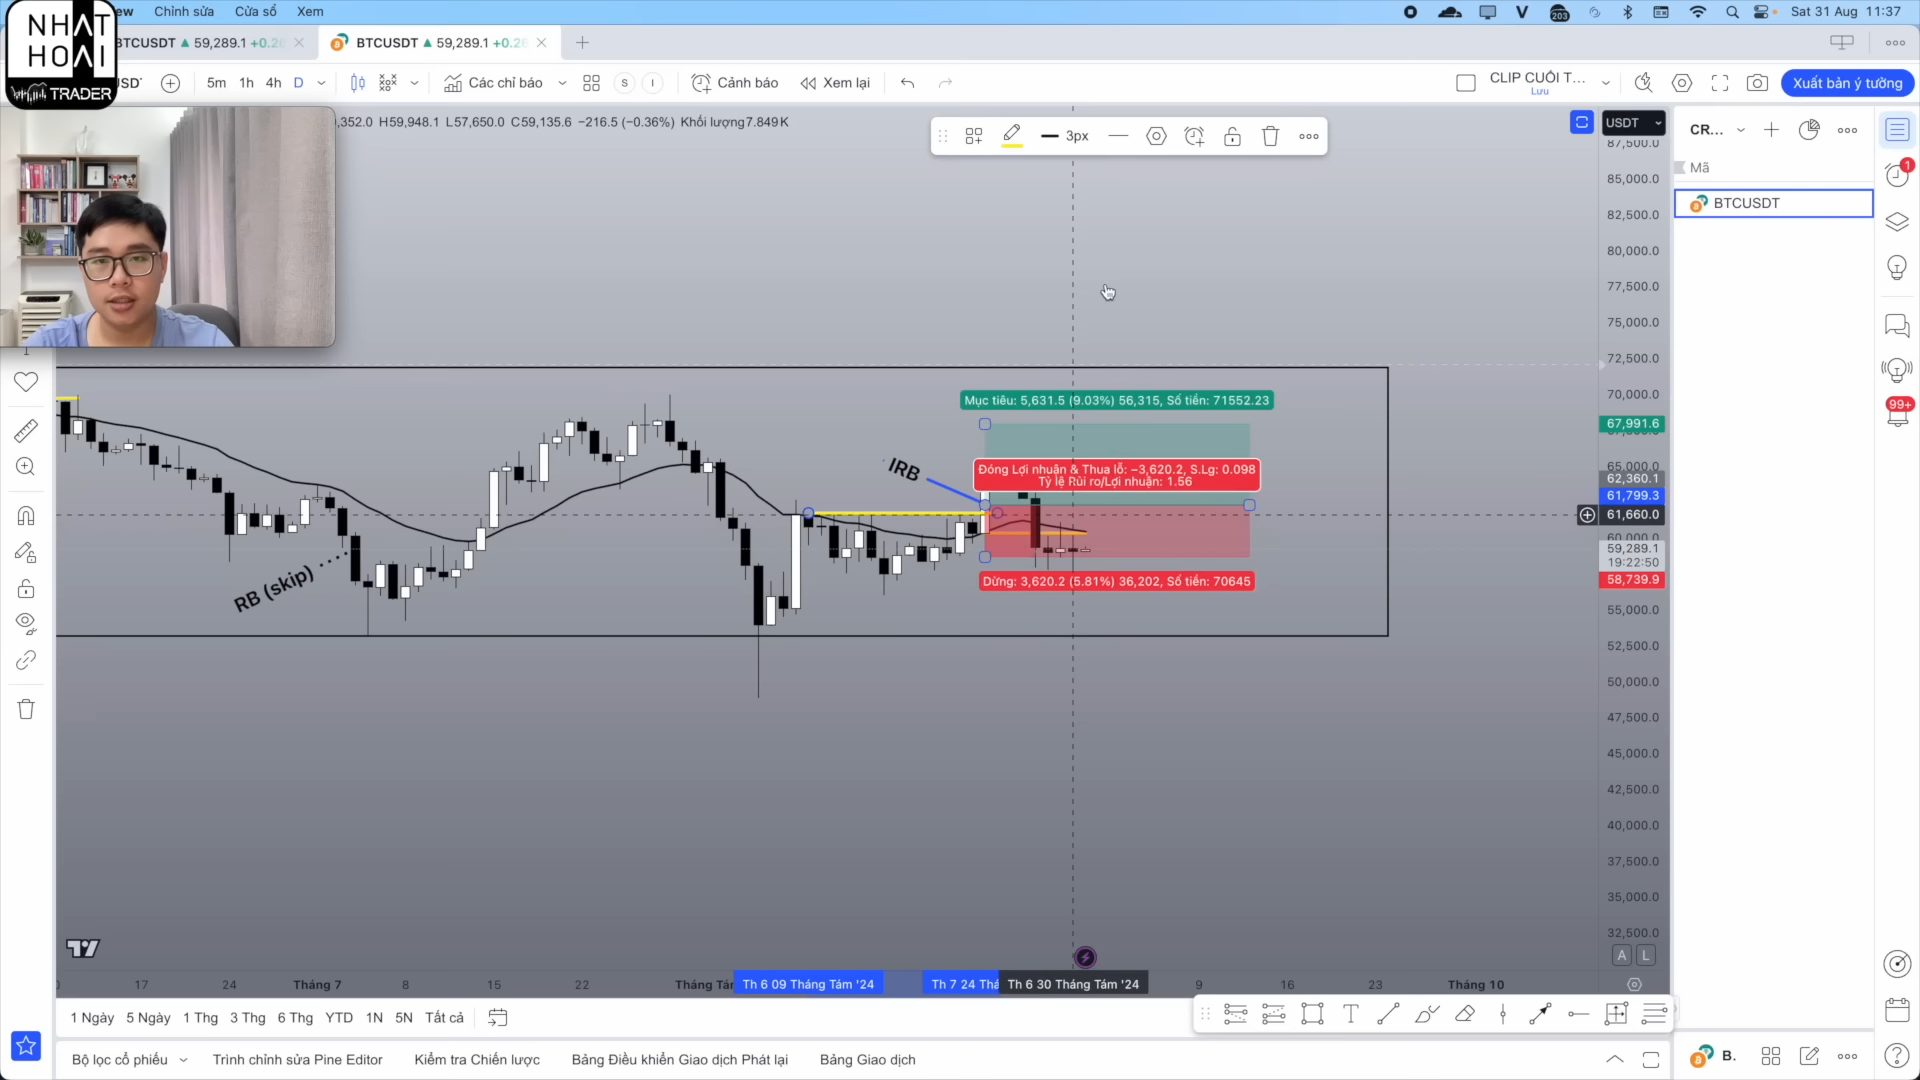 Chỉnh sửa
Cửa sổ
Xem
Sat 31 Aug 11:37
NHAT
HOAI
TRADER
BTCUSDT ▲ 59,289.1
BTCUSDT ▲ 59,289.1 +0.26
5m
1h
4h
D
Các chỉ báo
S
I
Cảnh báo
Xem lại
CLIP CUỐI T...
Lưu
Xuất bản ý tưởng
H59,948.1 L57,650.0 C59,135.6 −216.5 (−0.36%) Khối lượng7.849K
3px
USDT
CR...
Mã
1
BTCUSDT
99+
87,500.0
85,000.0
82,500.0
80,000.0
77,500.0
75,000.0
72,500.0
70,000.0
67,991.6
65,000.0
62,360.1
61,799.3
61,660.0
60,000.0
59,289.1
19:22:50
58,739.9
55,000.0
52,500.0
50,000.0
47,500.0
45,000.0
42,500.0
40,000.0
37,500.0
35,000.0
32,500.0
A
L
Mục tiêu: 5,631.5 (9.03%) 56,315, Số tiền: 71552.23
IRB
Đóng Lợi nhuận & Thua lỗ: −3,620.2, S.Lg: 0.098
Tỷ lệ Rủi ro/Lợi nhuận: 1.56
Dừng: 3,620.2 (5.81%) 36,202, Số tiền: 70645
RB (skip)
17
24
Tháng 7
8
15
22
Th 6 09 Tháng Tám '24
Th 6 30 Tháng Tám '24
9
16
23
Tháng 10
1 Ngày
5 Ngày
1 Thg
3 Thg
6 Thg
YTD
1N
5N
Tất cả
T
Bộ lọc cổ phiếu
Trình chỉnh sửa Pine Editor
Kiểm tra Chiến lược
Bảng Điều khiển Giao dịch Phát lại
Bảng Giao dịch
B.